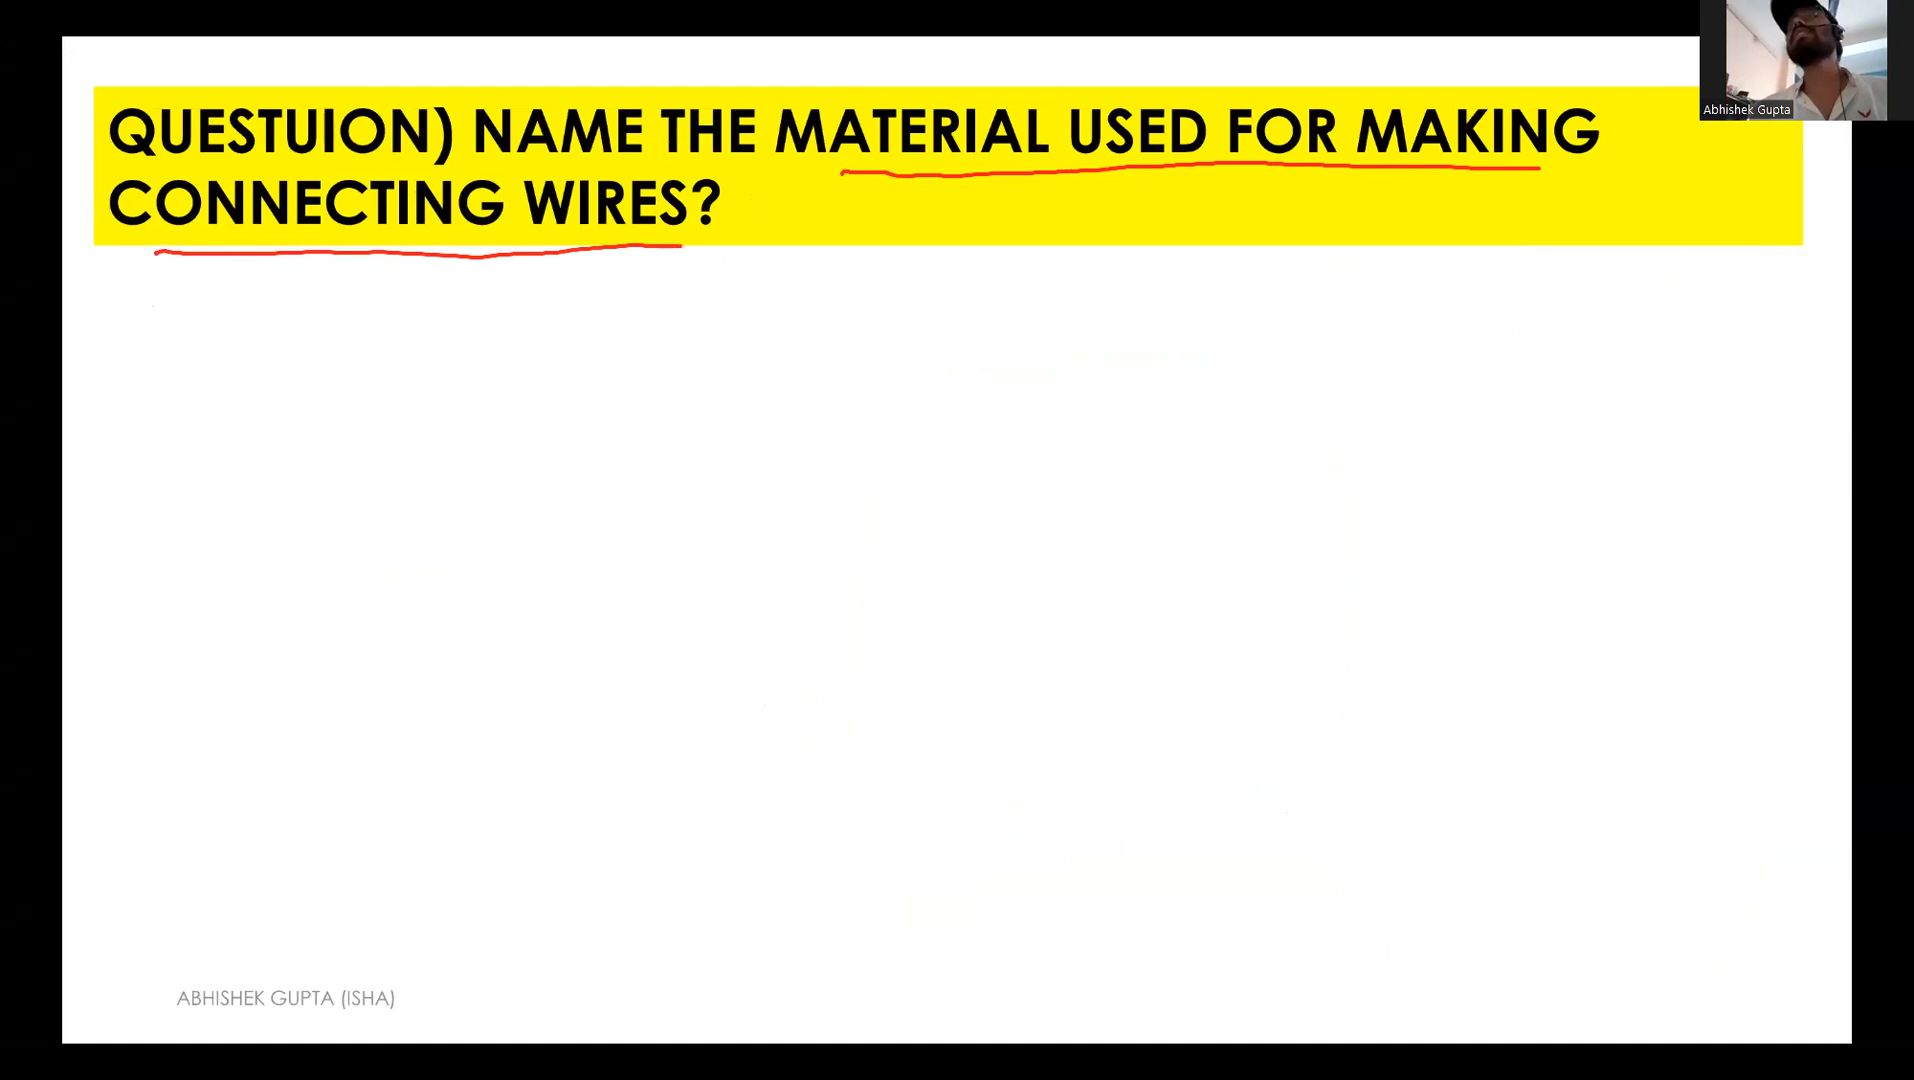 QUESTUION) NAME THE MATERIAL USED FOR MAKING
CONNECTING WIRES?
Abhishek Gupta
ABHISHEK GUPTA (ISHA)